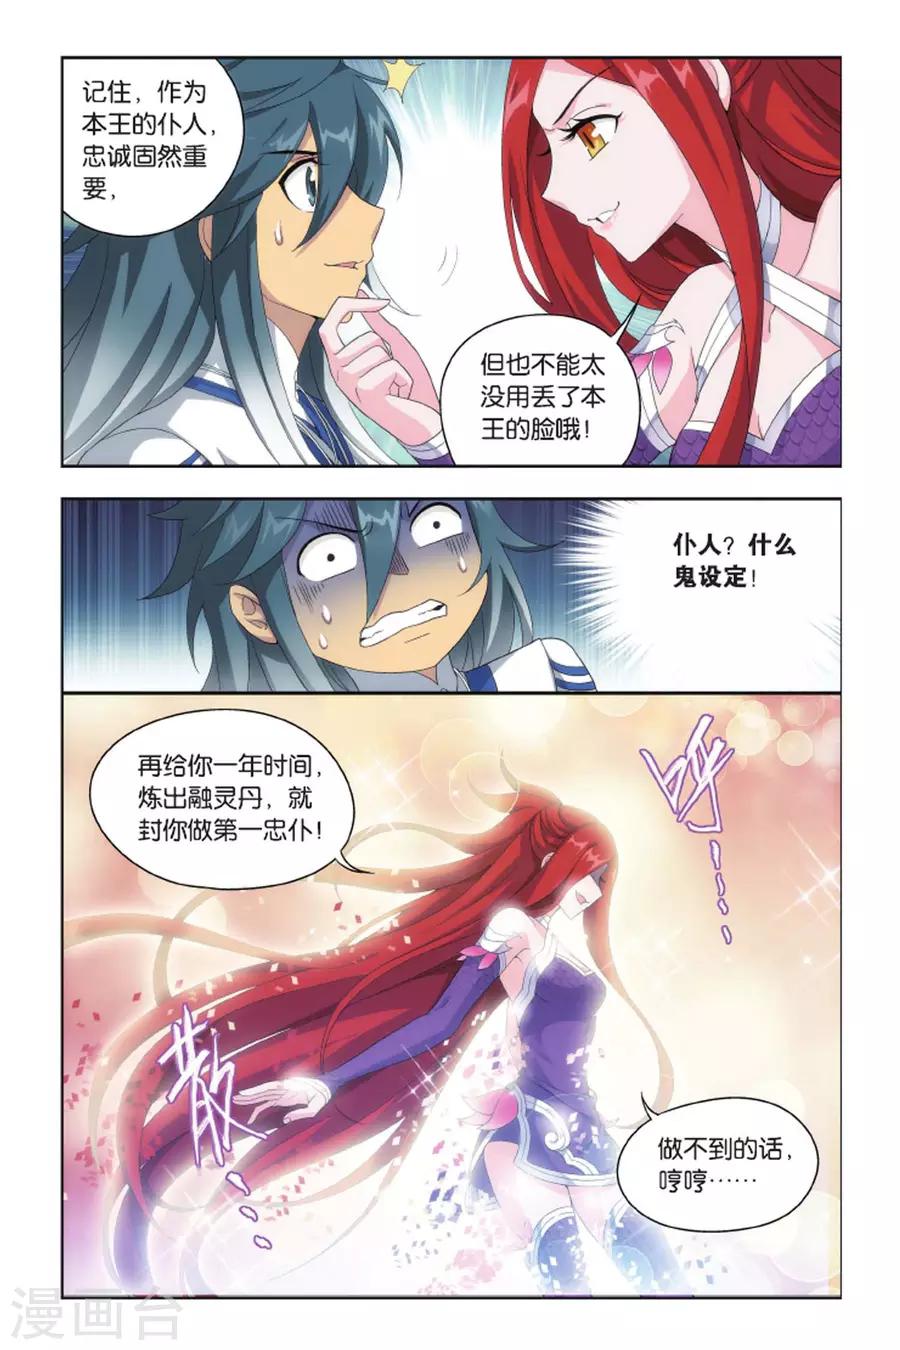 记住，作为
本王的仆人，
忠诚固然重
要，
但也不能太
没用丢了本
王的脸哦！
仆人？什么
鬼设定！
再给你一年时间，
炼出融灵丹，就
封你做第一忠仆！
呼……
散……
做不到的话，
哼哼……
漫画台